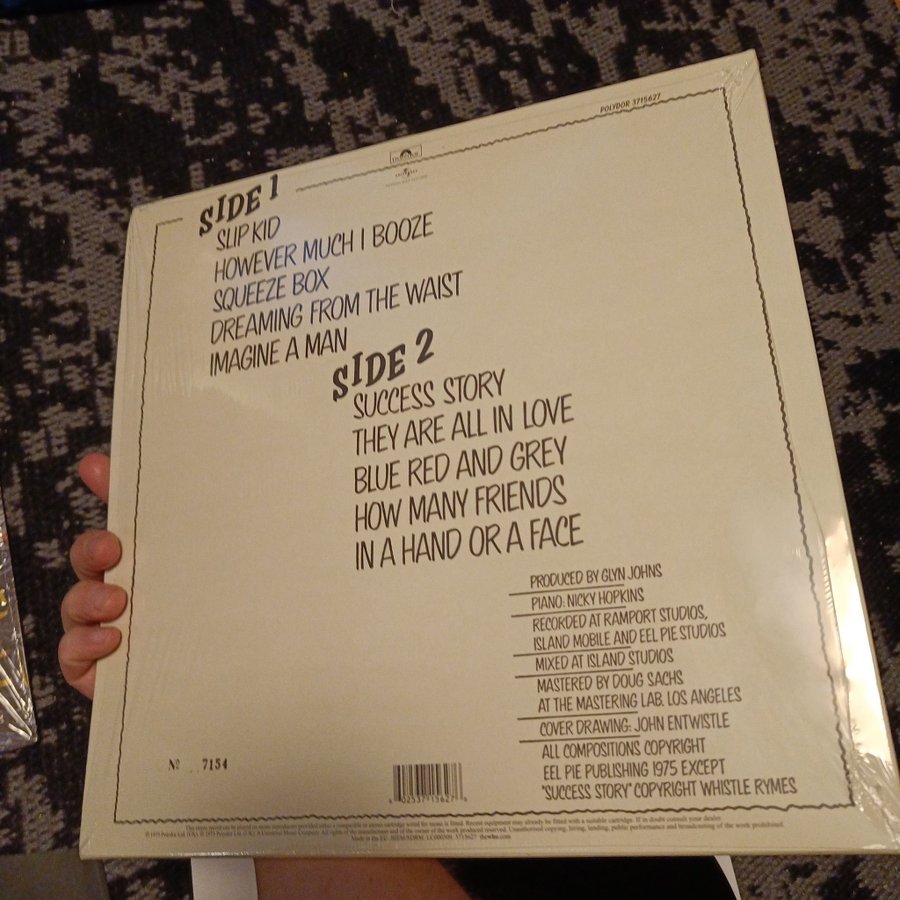 POLYDOR 3715627
SIDE 1
SLIP KID
HOWEVER MUCH I BOOZE
SQUEEZE BOX
DREAMING FROM THE WAIST
IMAGINE A MAN
SIDE 2
SUCCESS STORY
THEY ARE ALL IN LOVE
BLUE RED AND GREY
HOW MANY FRIENDS
IN A HAND OR A FACE
PRODUCED BY GLYN JOHNS
PIANO: NICKY HOPKINS
RECORDED AT RAMPORT STUDIOS,
ISLAND MOBILE AND EEL PIE STUDIOS
MIXED AT ISLAND STUDIOS
MASTERED BY DOUG SACHS
AT THE MASTERING LAB. LOS ANGELES
COVER DRAWING: JOHN ENTWISTLE
ALL COMPOSITIONS COPYRIGHT
EEL PIE PUBLISHING 1975 EXCEPT
"SUCCESS STORY" COPYRIGHT WHISTLE RYMES
Nº 7154
6 02537 15627 6